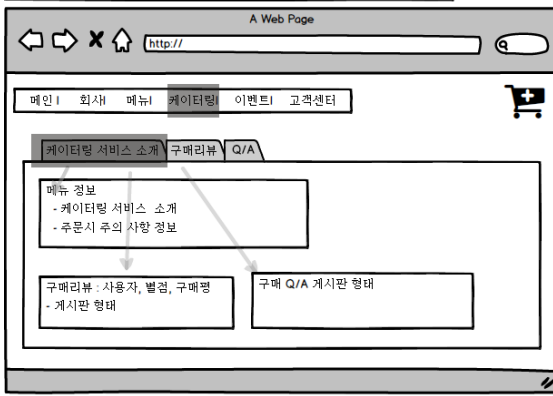 A Web Page
http://
메인 I 회사I 메뉴I 케이터링I 이벤트I 고객센터
케이터링 서비스 소개 구매리뷰 Q/A
메뉴 정보
- 케이터링 서비스 소개
- 주문시 주의 사항 정보
구매리뷰 : 사용자, 별점, 구매평
- 게시판 형태
구매 Q/A 게시판 형태